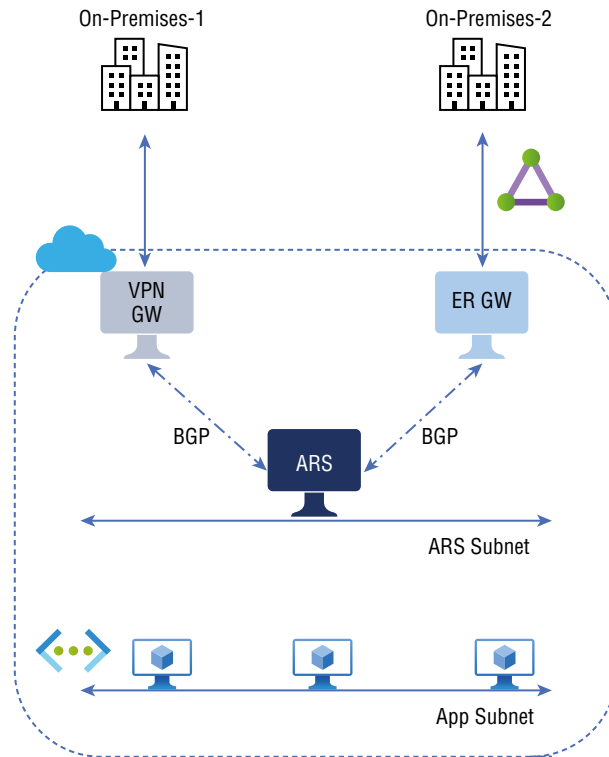 On-Premises-1
On-Premises-2
VPN
GW
ER GW
BGP
BGP
ARS
ARS Subnet
App Subnet